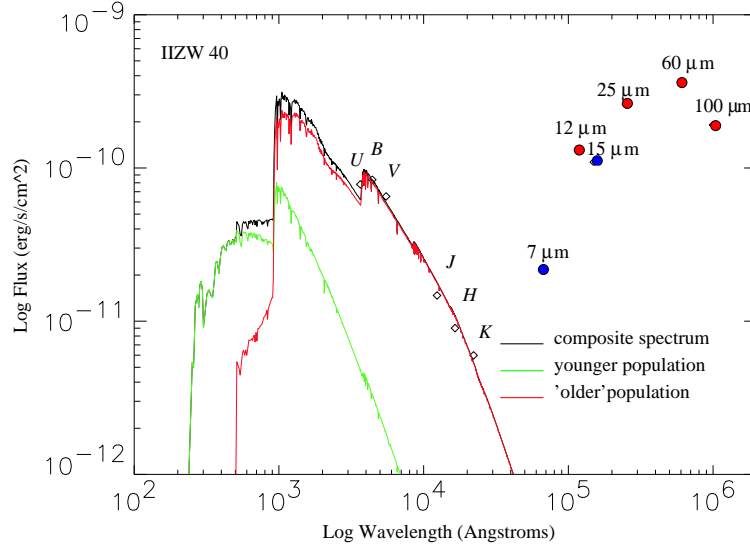 IIZW 40
10^-9
10^-10
10^-11
10^-12
Log Flux (erg/s/cm^2)
60 μm
25 μm
100 μm
12 μm
15 μm
7 μm
U
B
V
J
H
K
composite spectrum
younger population
'older'population
10^2
10^3
10^4
10^5
10^6
Log Wavelength (Angstroms)